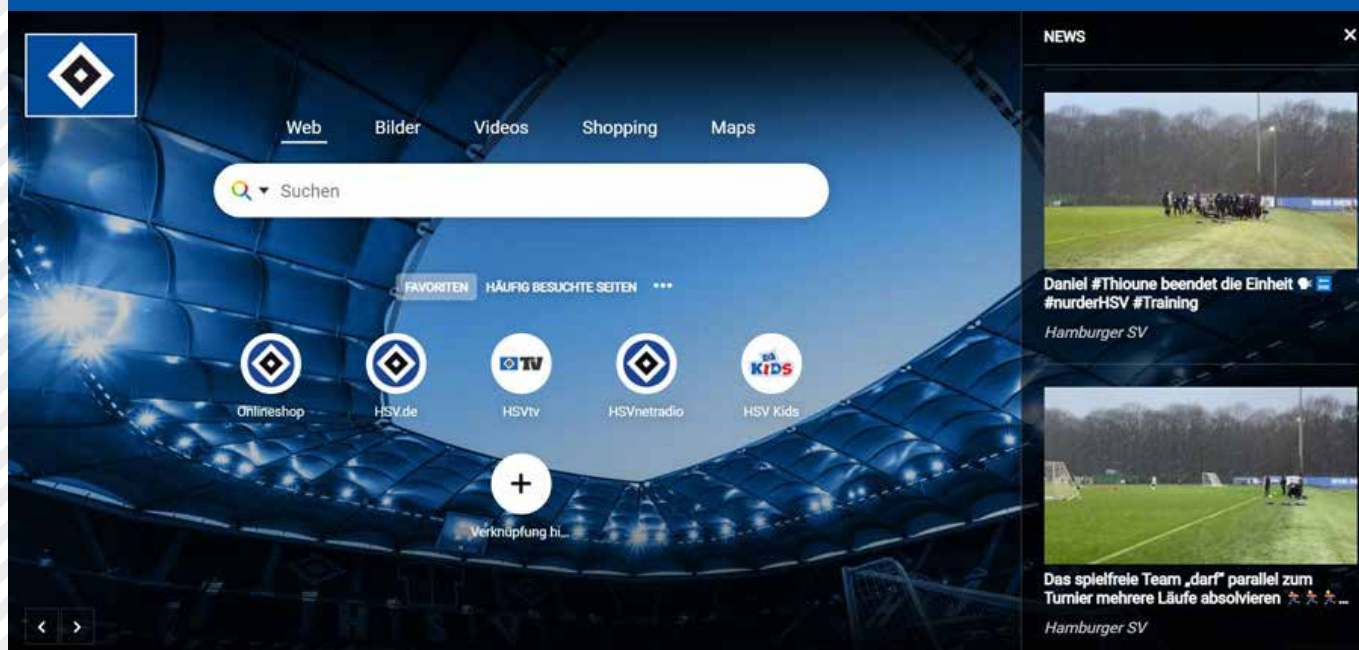 NEWS ×
Web Bilder Videos Shopping Maps
Suchen
FAVORITEN HÄUFIG BESUCHTE SEITEN •••
TV
KIDS
Onlineshop HSV.de HSVtv HSVnetradio HSV Kids
+
Verknüpfung hi...
Daniel #Thioune beendet die Einheit 🗣️ 🔜
#nurderHSV #Training
Hamburger SV
Das spielfreie Team „darf“ parallel zum
Turnier mehrere Läufe absolvieren 🏃🏃🏃...
Hamburger SV
‹ ›